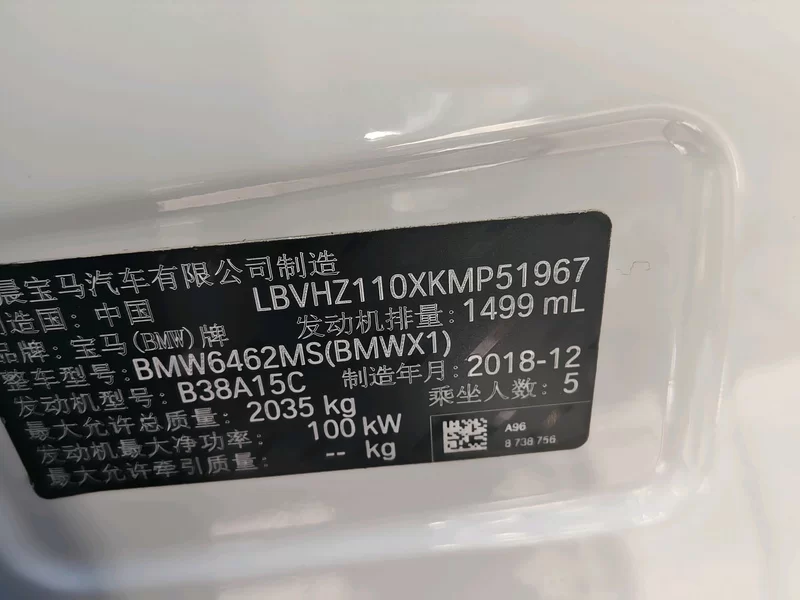 晨宝马汽车有限公司制造
制造国: 中国 LBVHZ110XKMP51967
品牌: 宝马(BMW)牌 发动机排量: 1499 mL
整车型号: BMW6462MS(BMWX1)
发动机型号: B38A15C 制造年月: 2018-12
最大允许总质量: 2035 kg 乘坐人数: 5
发动机最大净功率: 100 kW
最大允许牵引质量: -- kg
A96
8 738 756